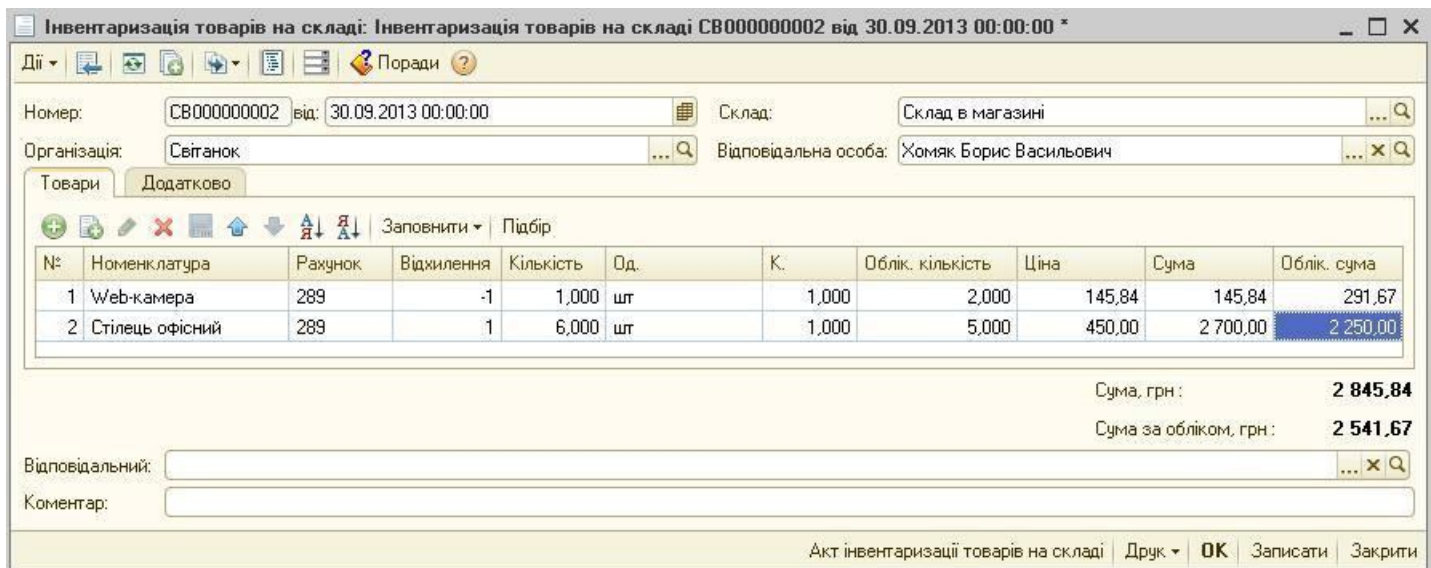 Інвентаризація товарів на складі: Інвентаризація товарів на складі СВ000000002 від 30.09.2013 00:00:00 *
Дії Поради
Номер: СВ000000002 від: 30.09.2013 00:00:00 Склад: Склад в магазині
Організація: Світанок Відповідальна особа: Хомяк Борис Васильович
Товари Додатково
Заповнити Підбір
№ Номенклатура Рахунок Відхилення Кількість Од. К. Облік. кількість Ціна Сума Облік. сума
1 Web-камера 289 -1 1,000 шт 1,000 2,000 145,84 145,84 291,67
2 Стілець офісний 289 1 6,000 шт 1,000 5,000 450,00 2 700,00 2 250,00
Сума, грн : 2 845,84
Сума за обліком, грн : 2 541,67
Відповідальний:
Коментар:
Акт інвентаризації товарів на складі Друк OK Записати Закрити